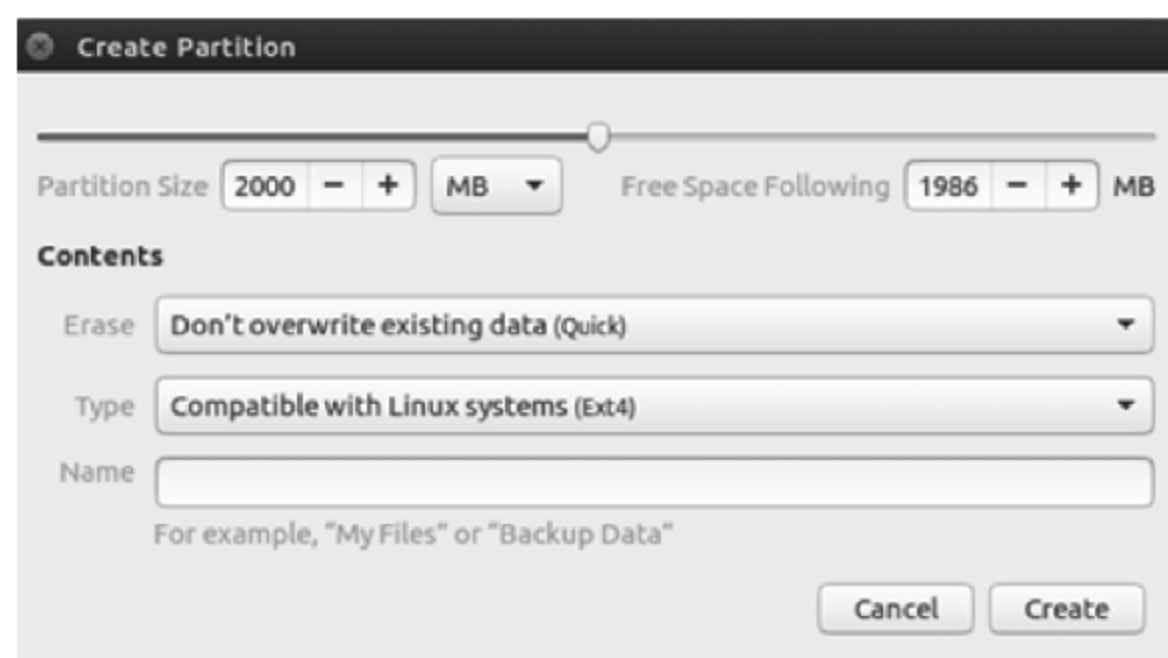 Create Partition
Partition Size 2000 − + MB Free Space Following 1986 − + MB
Contents
Erase Don't overwrite existing data (Quick)
Type Compatible with Linux systems (Ext4)
Name
For example, “My Files” or “Backup Data”
Cancel Create